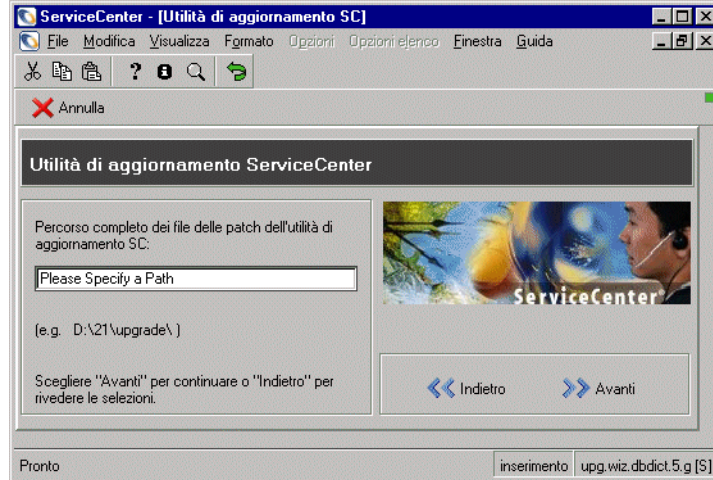 ServiceCenter - [Utilità di aggiornamento SC]
File Modifica Visualizza Formato Opzioni Opzioni elenco Finestra Guida
Annulla
Utilità di aggiornamento ServiceCenter
Percorso completo dei file delle patch dell'utilità di
aggiornamento SC:
Please Specify a Path
(e.g. D:\21\upgrade\ )
Scegliere "Avanti" per continuare o "Indietro" per
rivedere le selezioni.
ServiceCenter®
Indietro Avanti
Pronto inserimento upg.wiz.dbdict.5.g [S]